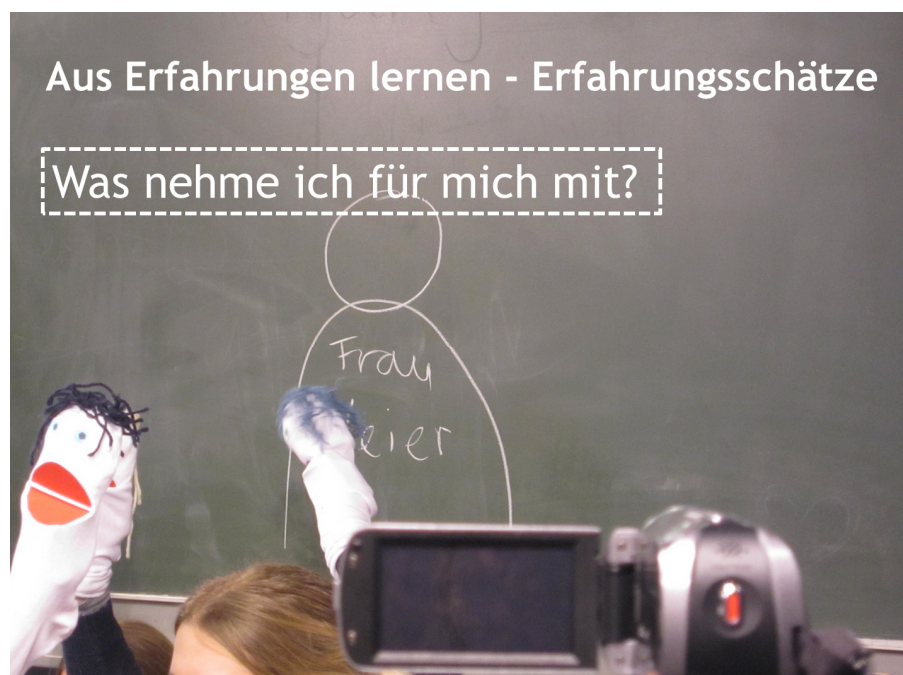 Aus Erfahrungen lernen - Erfahrungsschätze
Was nehme ich für mich mit?
Frau